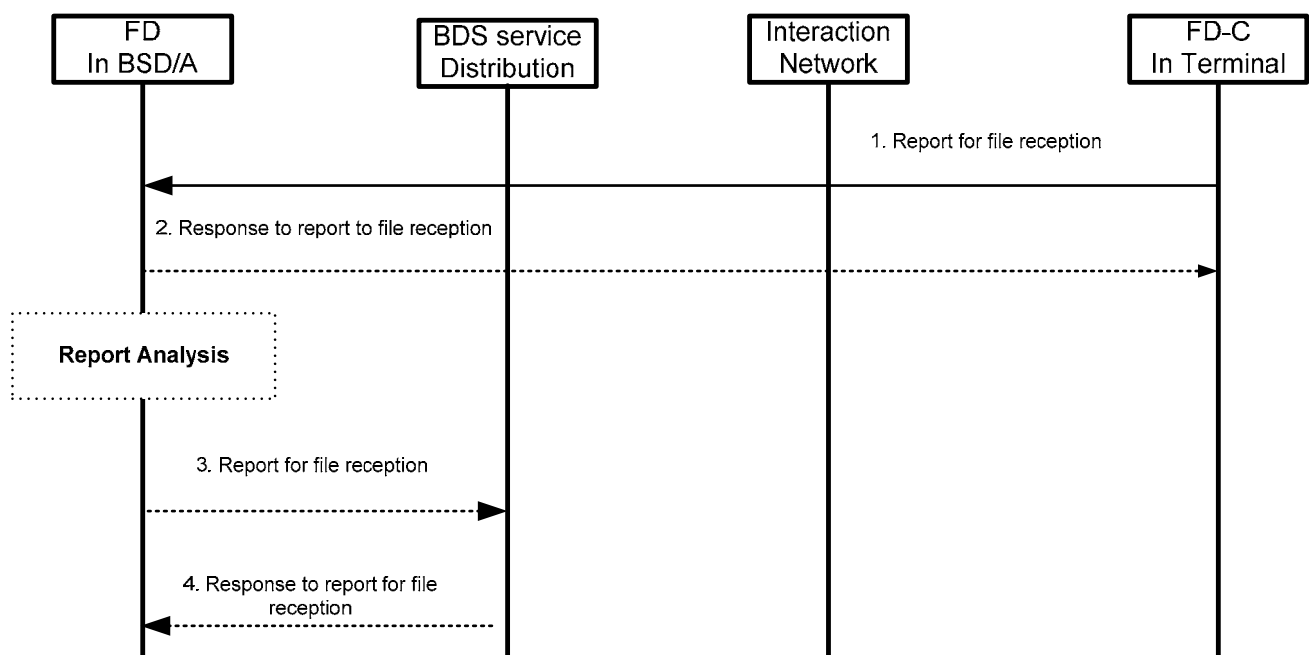 FD
In BSD/A
BDS service
Distribution
Interaction
Network
FD-C
In Terminal
1. Report for file reception
2. Response to report to file reception
Report Analysis
3. Report for file reception
4. Response to report for file
reception